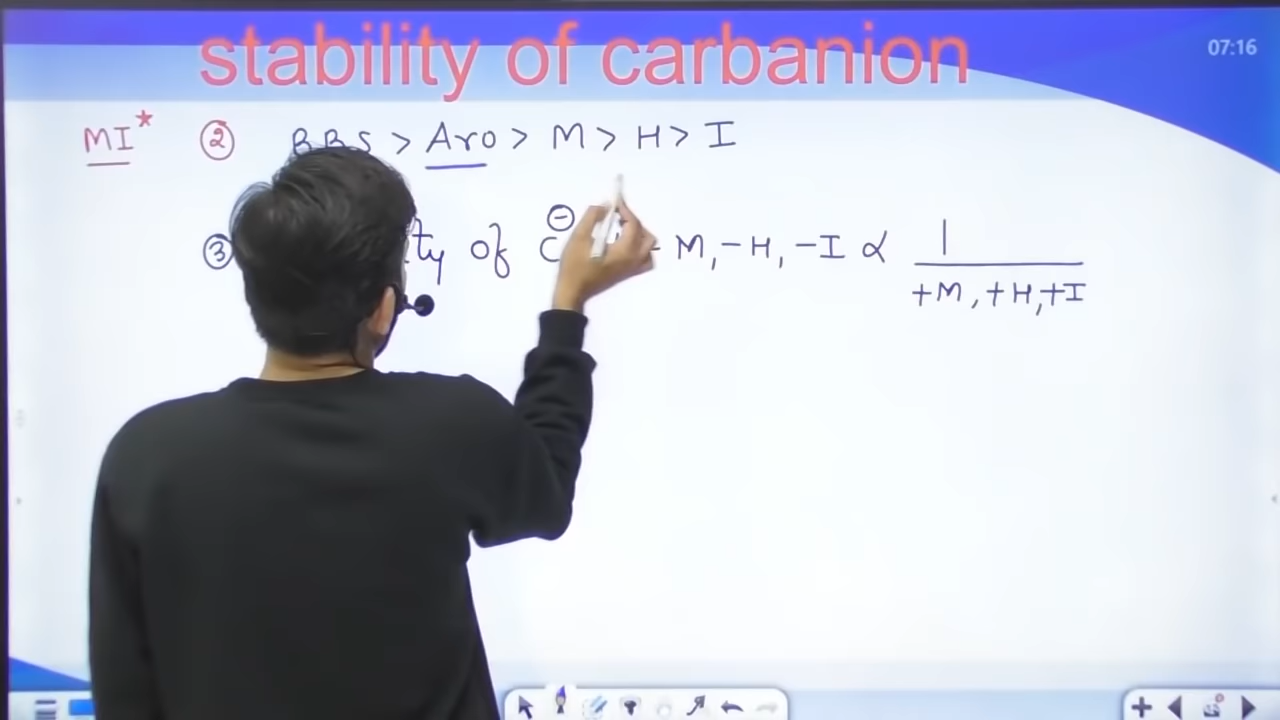 stability of carbanion
07:16
MI* ② BBS > Aro > M > H > I
③ ty of C⊖ - M, -H, -I ∝ 1
+M, +H, +I